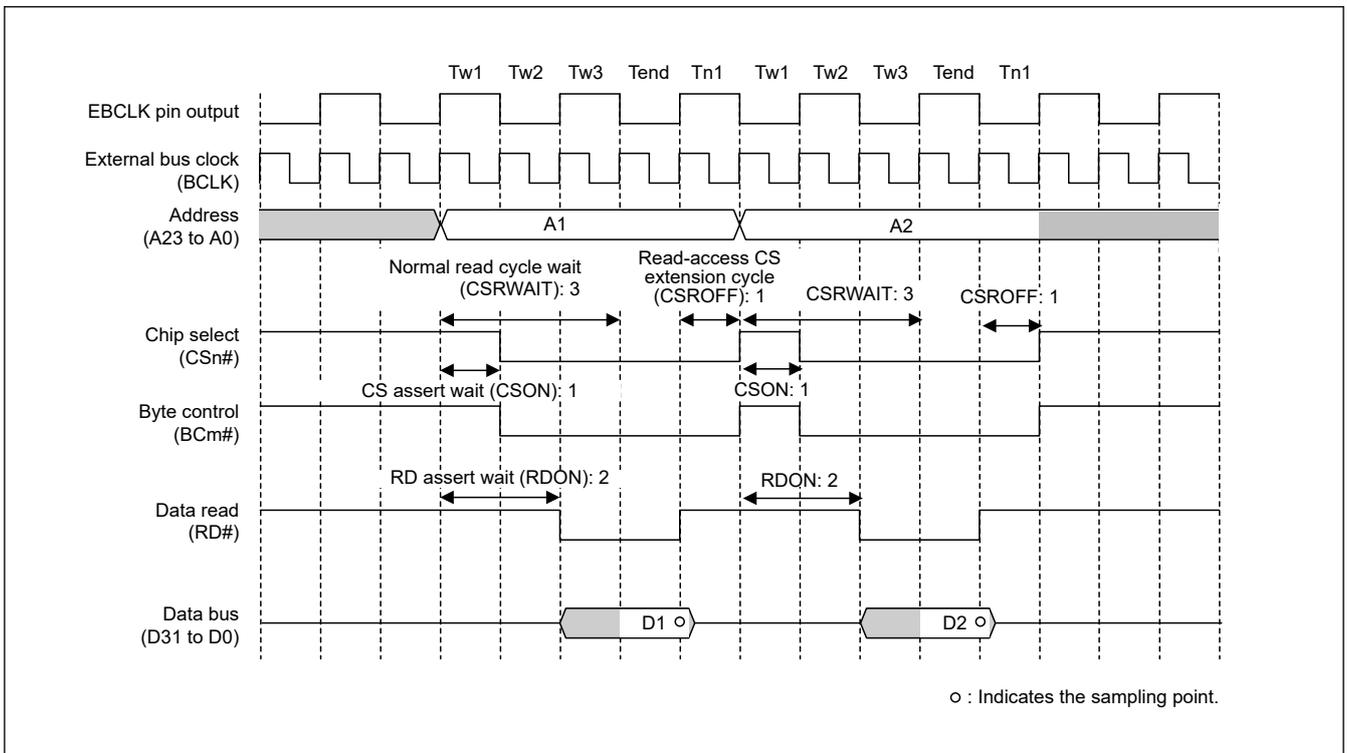 Tw1 Tw2 Tw3 Tend Tn1 Tw1 Tw2 Tw3 Tend Tn1
EBCLK pin output
External bus clock
(BCLK)
Address
(A23 to A0)
A1
A2
Normal read cycle wait
(CSRWAIT): 3
Read-access CS
extension cycle
(CSROFF): 1
CSRWAIT: 3
CSROFF: 1
Chip select
(CSn#)
CS assert wait (CSON): 1
CSON: 1
Byte control
(BCm#)
RD assert wait (RDON): 2
RDON: 2
Data read
(RD#)
Data bus
(D31 to D0)
D1
D2
: Indicates the sampling point.